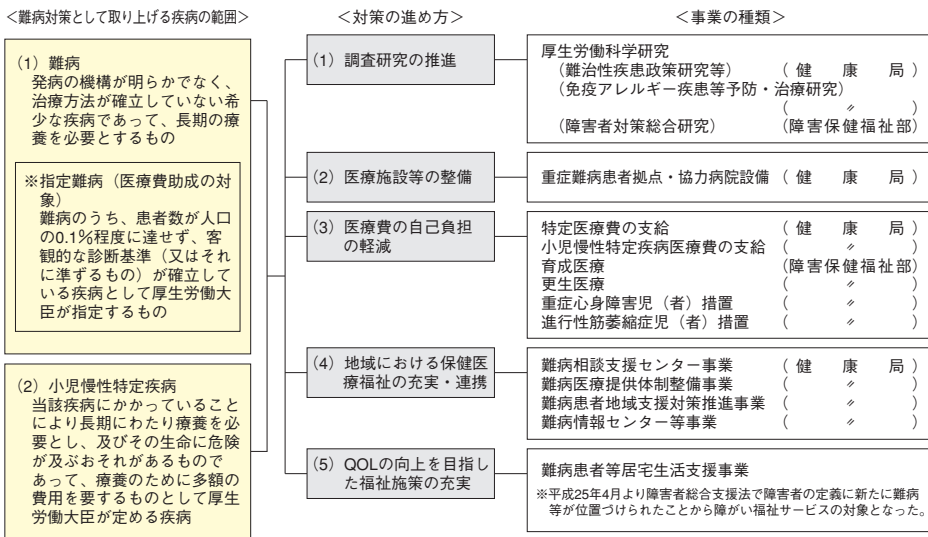 ＜難病対策として取り上げる疾病の範囲＞
（1）難病
発病の機構が明らかでなく、
治療方法が確立していない希
少な疾病であって、長期の療
養を必要とするもの
※指定難病（医療費助成の対
象）
難病のうち、患者数が人口
の0.1％程度に達せず、客
観的な診断基準（又はそれ
に準ずるもの）が確立して
いる疾病として厚生労働大
臣が指定するもの
（2）小児慢性特定疾病
当該疾病にかかっていること
により長期にわたり療養を必
要とし、及びその生命に危険
が及ぶおそれがあるもので
あって、療養のために多額の
費用を要するものとして厚生
労働大臣が定める疾病
＜対策の進め方＞
（1）調査研究の推進
（2）医療施設等の整備
（3）医療費の自己負担
の軽減
（4）地域における保健医
療福祉の充実・連携
（5）QOLの向上を目指し
た福祉施策の充実
＜事業の種類＞
厚生労働科学研究
（難治性疾患政策研究等）（健康局）
（免疫アレルギー疾患等予防・治療研究）
（〃）
（障害者対策総合研究）（障害保健福祉部）
重症難病患者拠点・協力病院設備（健康局）
特定医療費の支給（健康局）
小児慢性特定疾病医療費の支給（〃）
育成医療（障害保健福祉部）
更生医療（〃）
重症心身障害児（者）措置（〃）
進行性筋萎縮症児（者）措置（〃）
難病相談支援センター事業（健康局）
難病医療提供体制整備事業（〃）
難病患者地域支援対策推進事業（〃）
難病情報センター等事業（〃）
難病患者等居宅生活支援事業
※平成25年4月より障害者総合支援法で障害者の定義に新たに難病
等が位置づけられたことから障がい福祉サービスの対象となった。